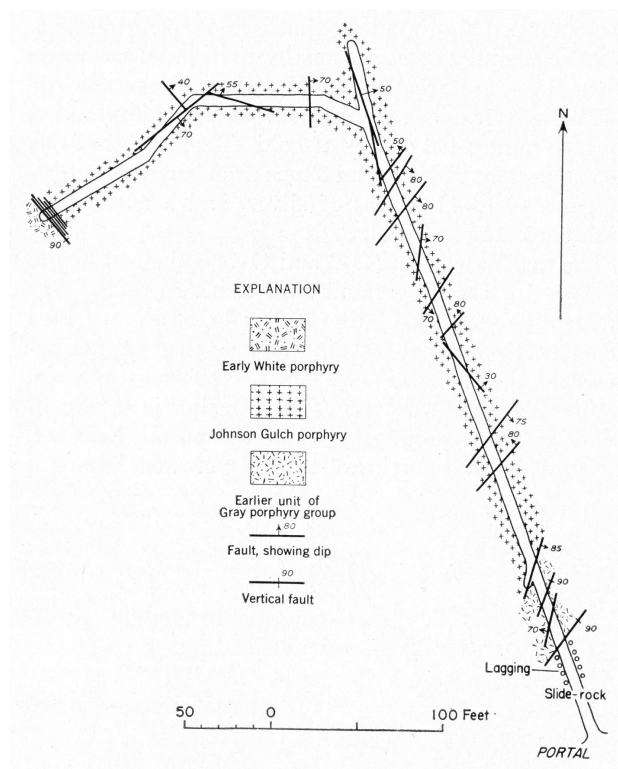 40
55
70
70
50
N
50
80
80
90
70
EXPLANATION
70
80
Early White porphyry
30
Johnson Gulch porphyry
75
80
Earlier unit of
Gray porphyry group
80
Fault, showing dip
85
90
Vertical fault
90
70
90
Lagging
Slide-rock
50 0 100 Feet
PORTAL